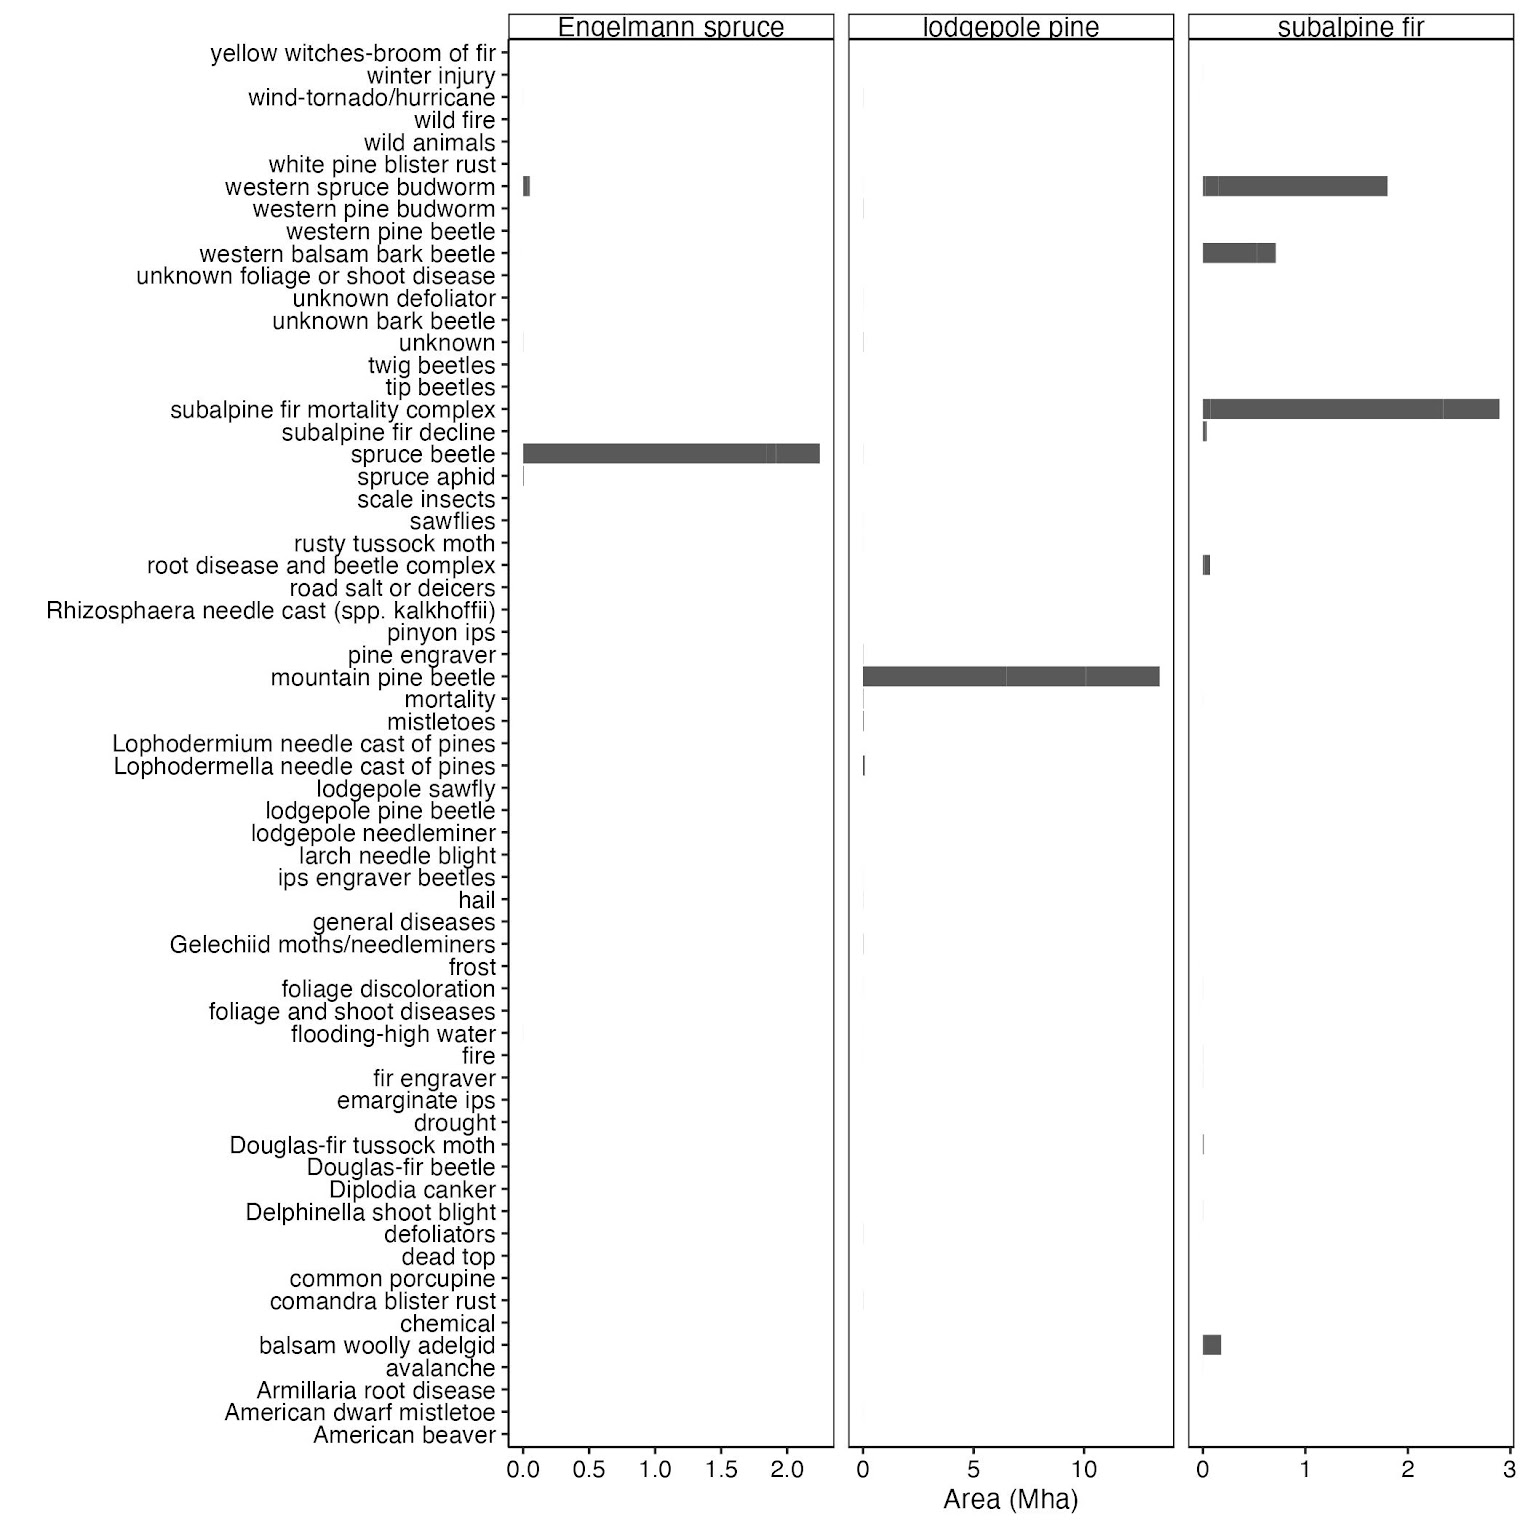 Engelmann spruce lodgepole pine subalpine fir
yellow witches-broom of fir
winter injury
wind-tornado/hurricane
wild fire
wild animals
white pine blister rust
western spruce budworm
western pine budworm
western pine beetle
western balsam bark beetle
unknown foliage or shoot disease
unknown defoliator
unknown bark beetle
unknown
twig beetles
tip beetles
subalpine fir mortality complex
subalpine fir decline
spruce beetle
spruce aphid
scale insects
sawflies
rusty tussock moth
root disease and beetle complex
road salt or deicers
Rhizosphaera needle cast (spp. kalkhoffii)
pinyon ips
pine engraver
mountain pine beetle
mortality
mistletoes
Lophodermium needle cast of pines
Lophodermella needle cast of pines
lodgepole sawfly
lodgepole pine beetle
lodgepole needleminer
larch needle blight
ips engraver beetles
hail
general diseases
Gelechiid moths/needleminers
frost
foliage discoloration
foliage and shoot diseases
flooding-high water
fire
fir engraver
emarginate ips
drought
Douglas-fir tussock moth
Douglas-fir beetle
Diplodia canker
Delphinella shoot blight
defoliators
dead top
common porcupine
comandra blister rust
chemical
balsam woolly adelgid
avalanche
Armillaria root disease
American dwarf mistletoe
American beaver
0.0 0.5 1.0 1.5 2.0 0 5 10 0 1 2 3
Area (Mha)